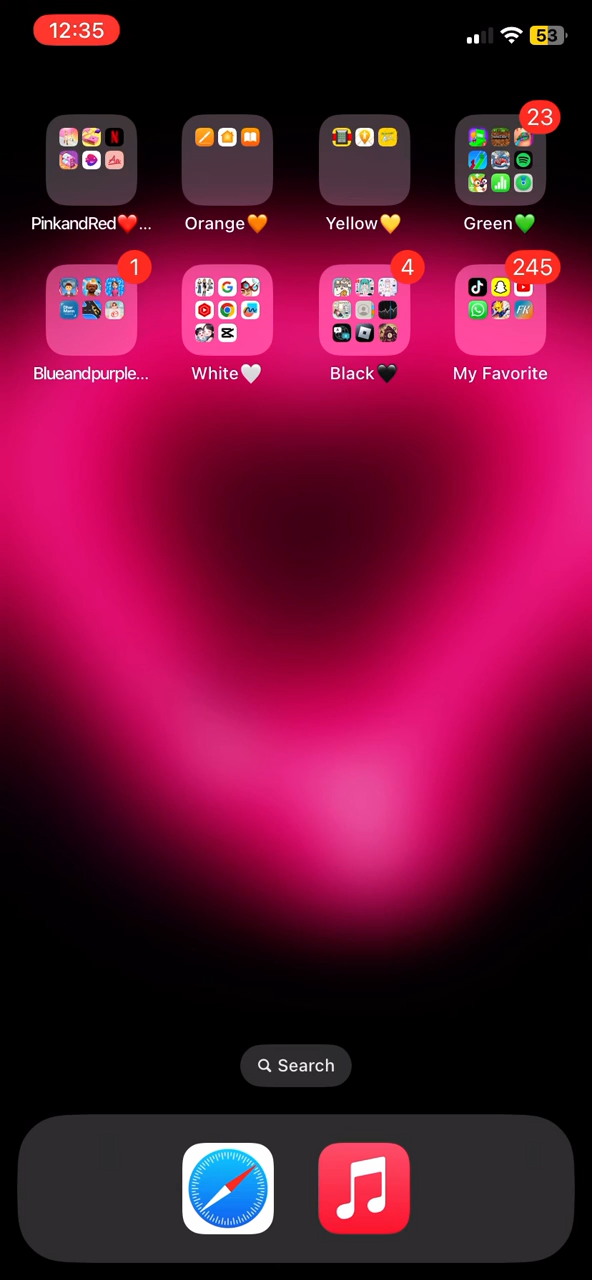 12:35
53
23
PinkandRed❤️...
Orange🧡
Yellow💛
Green💚
1
4
245
Blueandpurple...
White🤍
Black🖤
My Favorite
Search